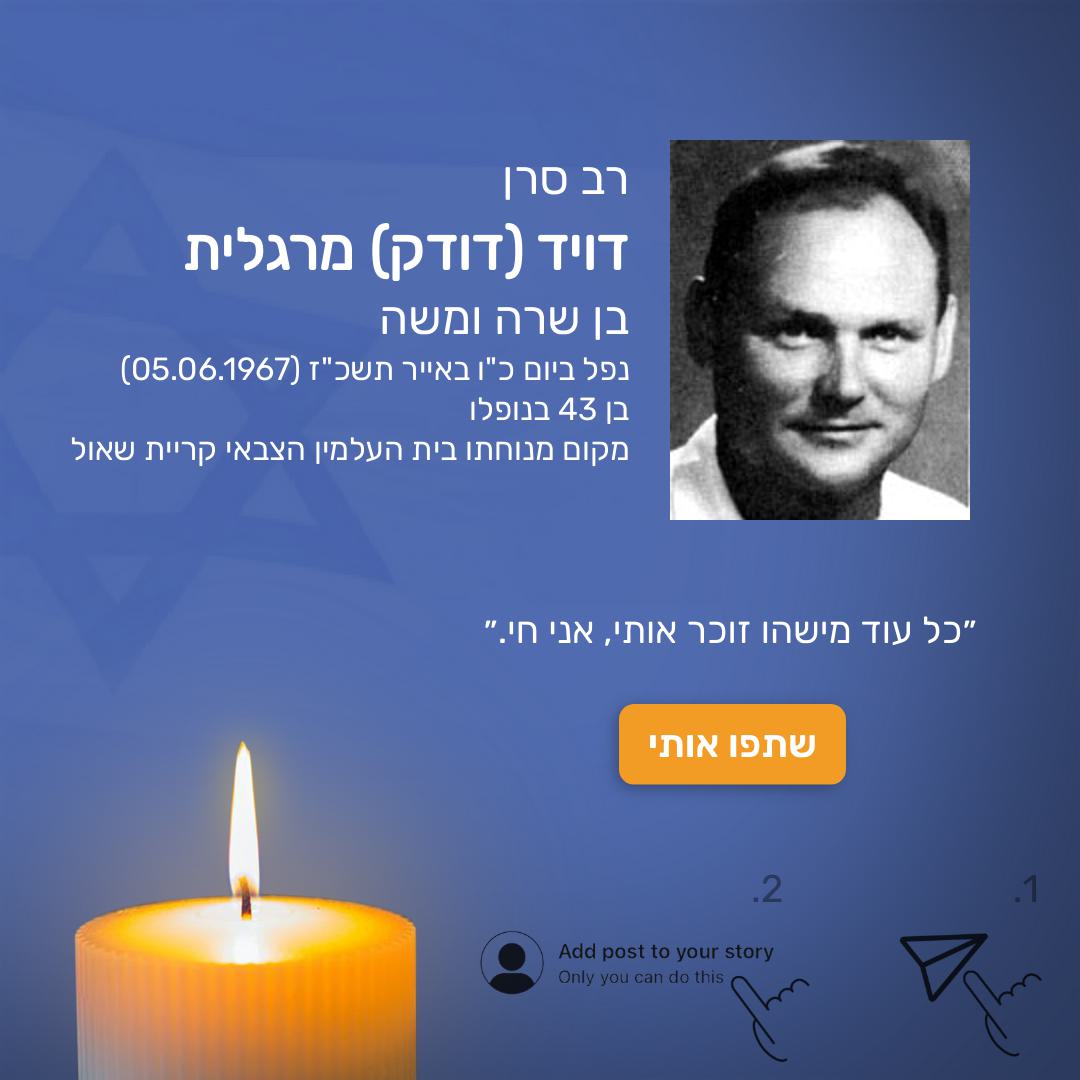 רב סרן
דויד (דודק) מרגלית
בן שרה ומשה
נפל ביום כ"ו באייר תשכ"ז (05.06.1967)
בן 43 בנופלו
מקום מנוחתו בית העלמין הצבאי קריית שאול
״כל עוד מישהו זוכר אותי, אני חי.״
שתפו אותי
1.
2.
Add post to your story
Only you can do this